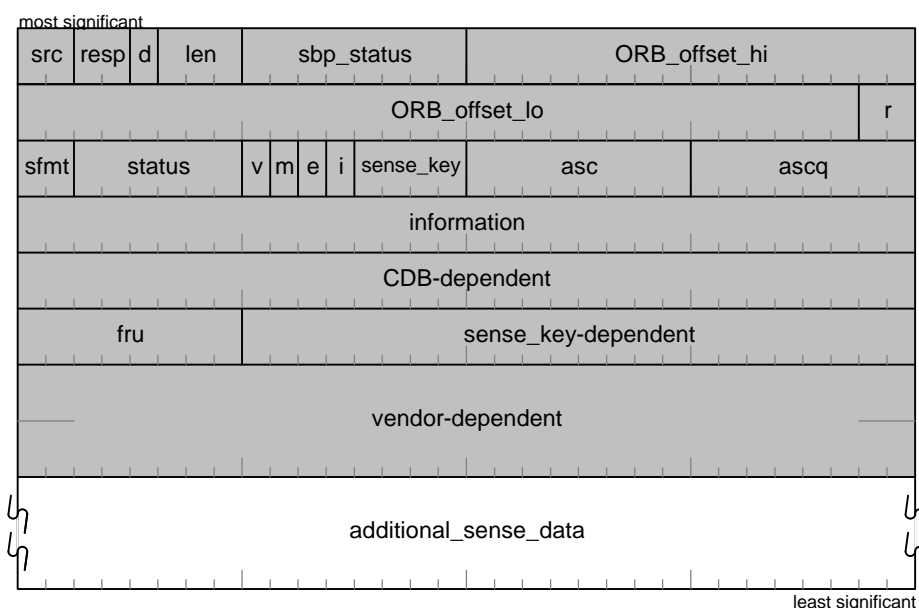 most significant
src resp d len sbp_status ORB_offset_hi
ORB_offset_lo r
sfmt status v m e i sense_key asc ascq
information
CDB-dependent
fru sense_key-dependent
vendor-dependent
additional_sense_data
least significant